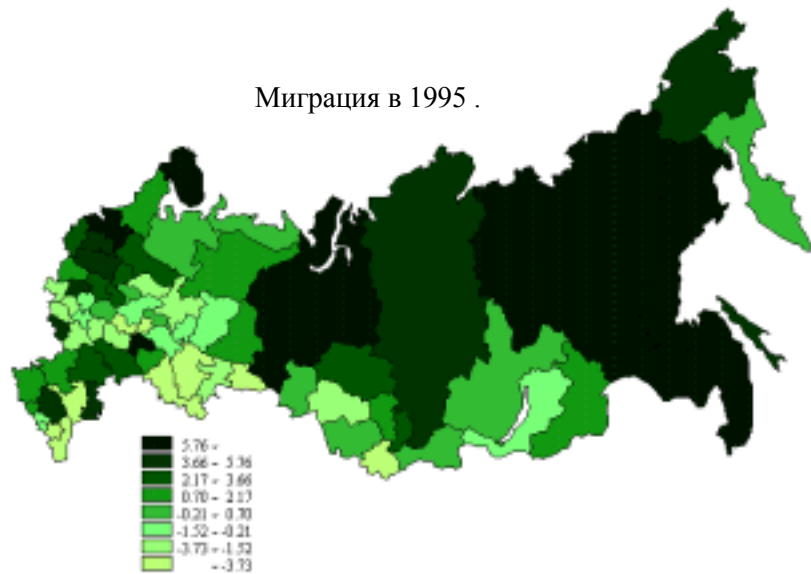 Миграция в 1995 .
5.76 -
3.66 - 5.76
2.17 - 3.66
0.70 - 2.17
-0.21 - 0.70
-1.52 - -0.21
-3.73 - -1.52
- -3.73